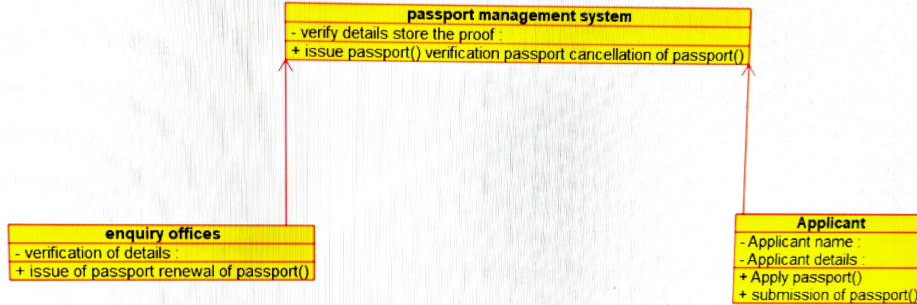 passport management system
- verify details store the proof :
+ issue passport() verification passport cancellation of passport()
enquiry offices
- verification of details :
+ issue of passport renewal of passport()
Applicant
- Applicant name :
- Applicant details :
+ Apply passport()
+ submission of passport()